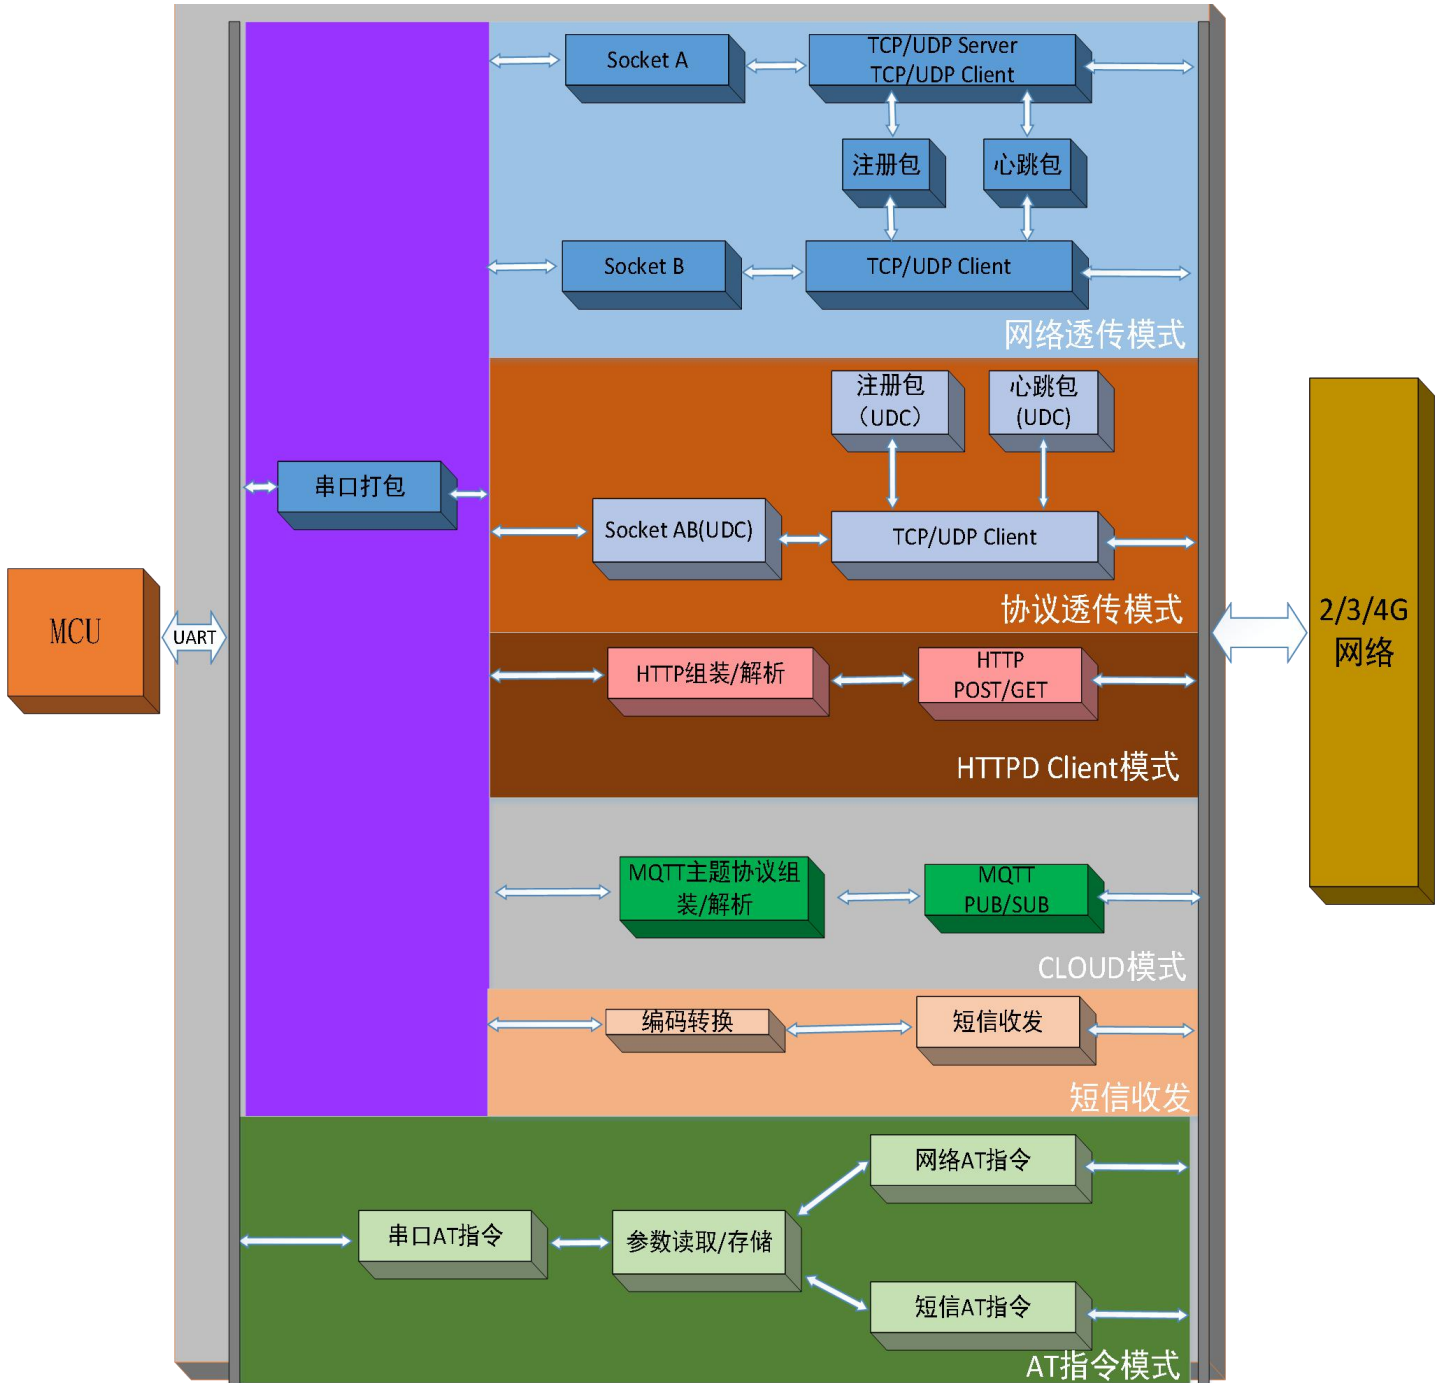 Socket A
TCP/UDP Server
TCP/UDP Client
注册包
心跳包
Socket B
TCP/UDP Client
网络透传模式
注册包
（UDC）
心跳包
(UDC)
串口打包
Socket AB(UDC)
TCP/UDP Client
协议透传模式
MCU
UART
2/3/4G
网络
HTTP组装/解析
HTTP
POST/GET
HTTPD Client模式
MQTT主题协议组
装/解析
MQTT
PUB/SUB
CLOUD模式
编码转换
短信收发
短信收发
网络AT指令
串口AT指令
参数读取/存储
短信AT指令
AT指令模式